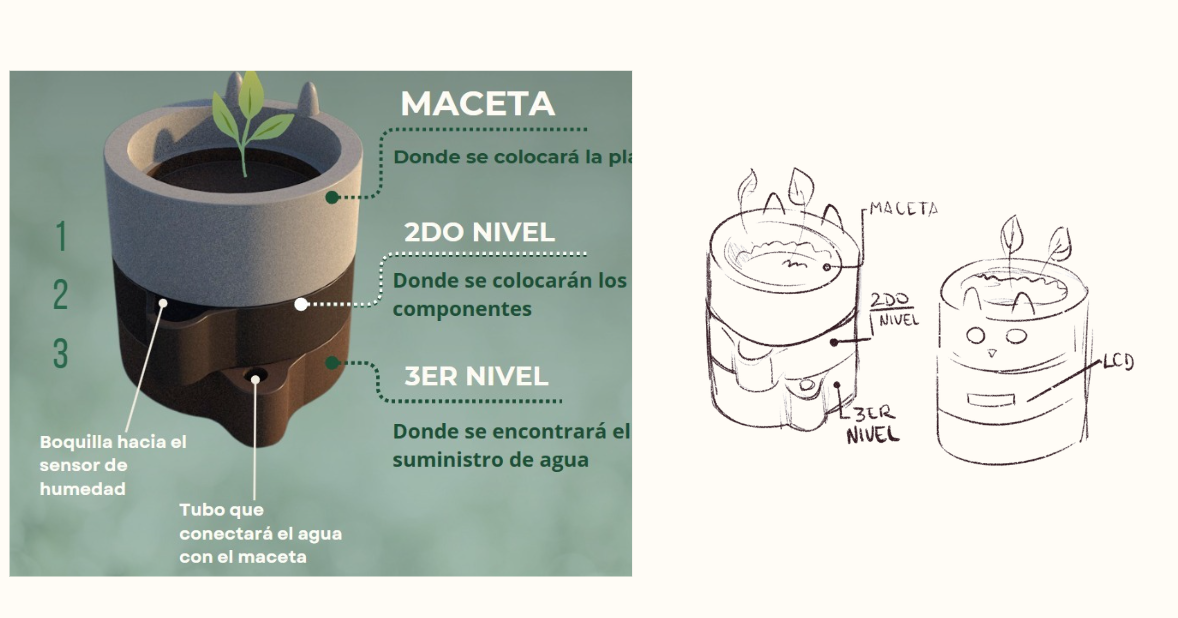 MACETA
Donde se colocará la pla
1
2DO NIVEL
2
Donde se colocarán los
componentes
3
3ER NIVEL
Donde se encontrará el
suministro de agua
Boquilla hacia el
sensor de
humedad
Tubo que
conectará el agua
con el maceta
MACETA
2DO
NIVEL
3ER
NIVEL
LCD